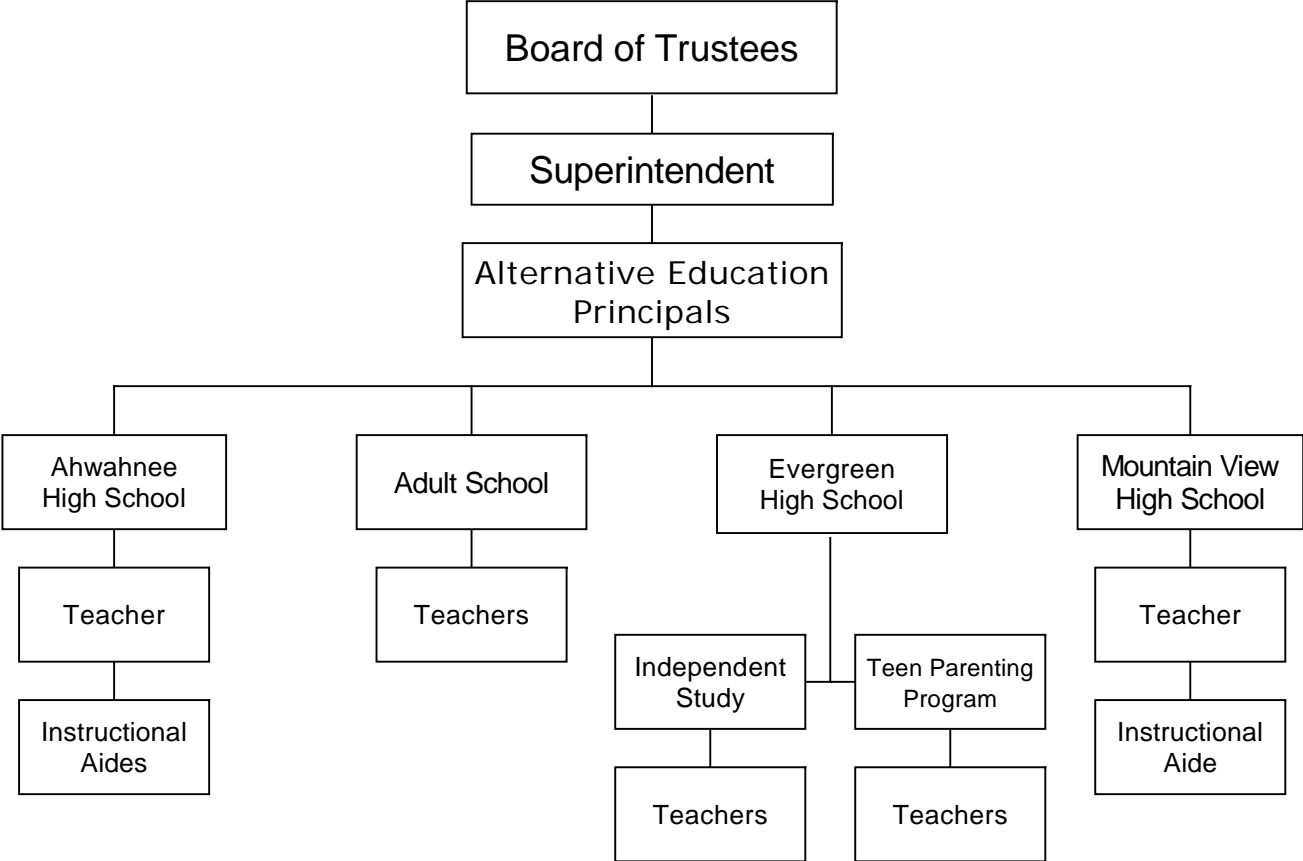 Board of Trustees
Superintendent
Alternative Education
Principals
Ahwahnee
High School
Adult School
Evergreen
High School
Mountain View
High School
Teacher
Teachers
Teacher
Independent
Study
Teen Parenting
Program
Instructional
Aides
Instructional
Aide
Teachers
Teachers